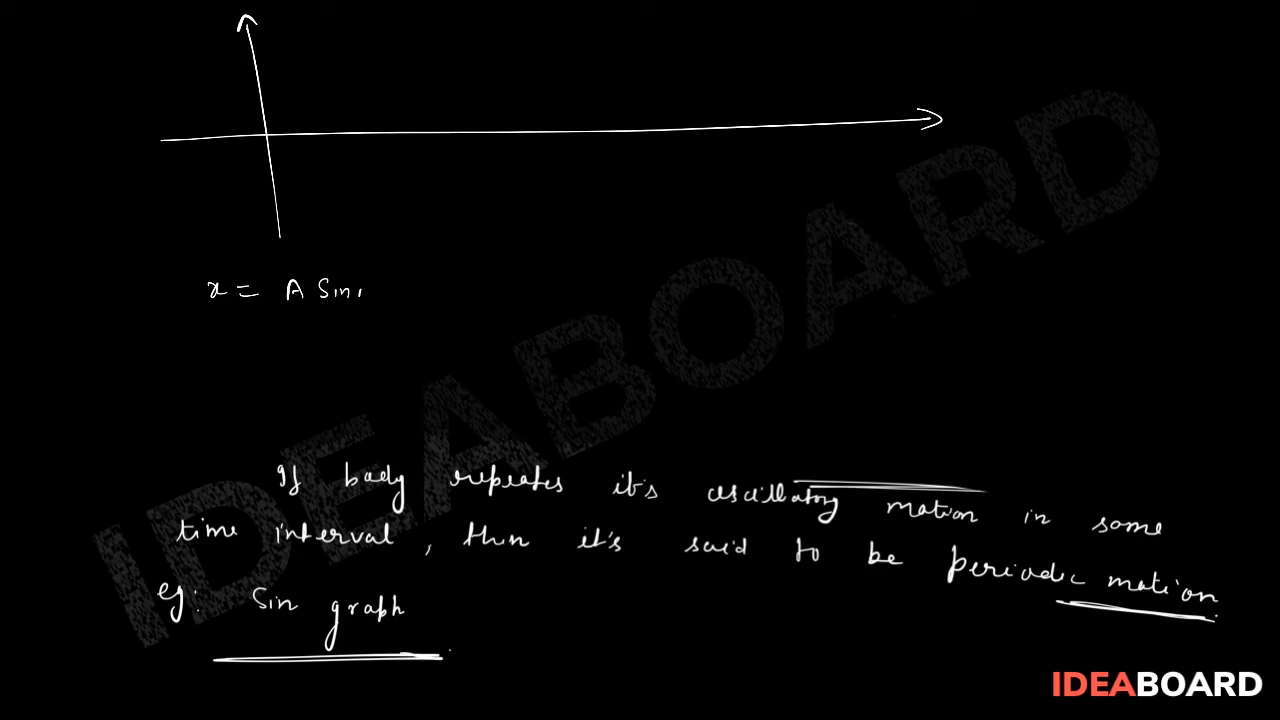 x = A Sin
If body repeates it's oscillatory motion in some
time interval, then it's said to be periodic motion.
eg: Sin graph
IDEABOARD
IDEABOARD